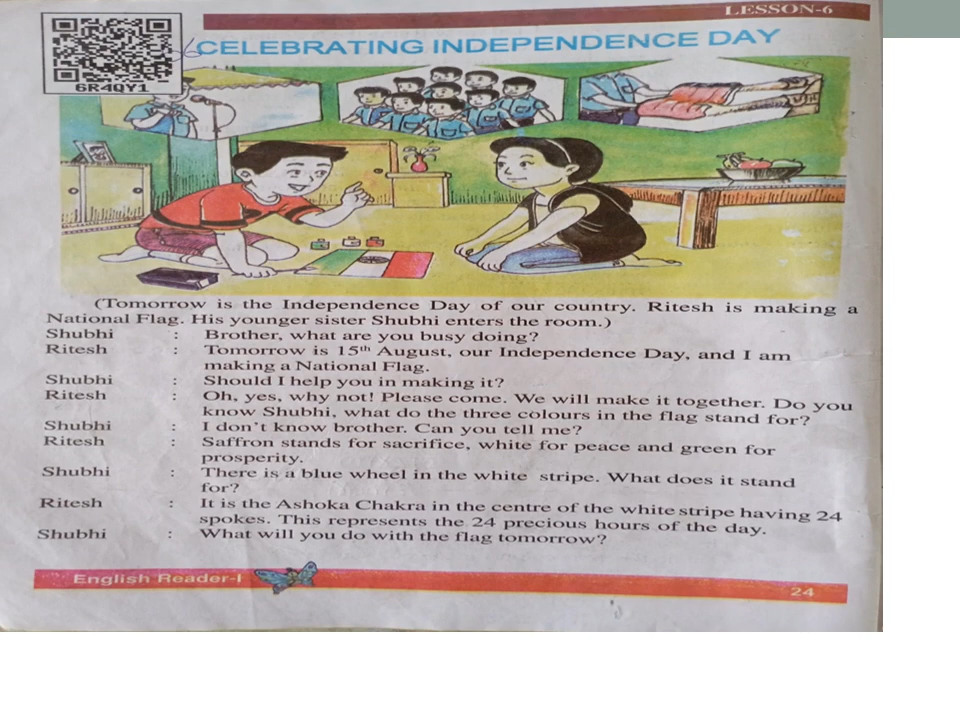 LESSON-6
6R4QY1
CELEBRATING INDEPENDENCE DAY
(Tomorrow is the Independence Day of our country. Ritesh is making a
National Flag. His younger sister Shubhi enters the room.)
Shubhi : Brother, what are you busy doing?
Ritesh : Tomorrow is 15th August, our Independence Day, and I am
making a National Flag.
Shubhi : Should I help you in making it?
Ritesh : Oh, yes, why not! Please come. We will make it together. Do you
know Shubhi, what do the three colours in the flag stand for?
Shubhi : I don't know brother. Can you tell me?
Ritesh : Saffron stands for sacrifice, white for peace and green for
prosperity.
Shubhi : There is a blue wheel in the white stripe. What does it stand
for?
Ritesh : It is the Ashoka Chakra in the centre of the white stripe having 24
spokes. This represents the 24 precious hours of the day.
Shubhi : What will you do with the flag tomorrow?
English Reader-I
24